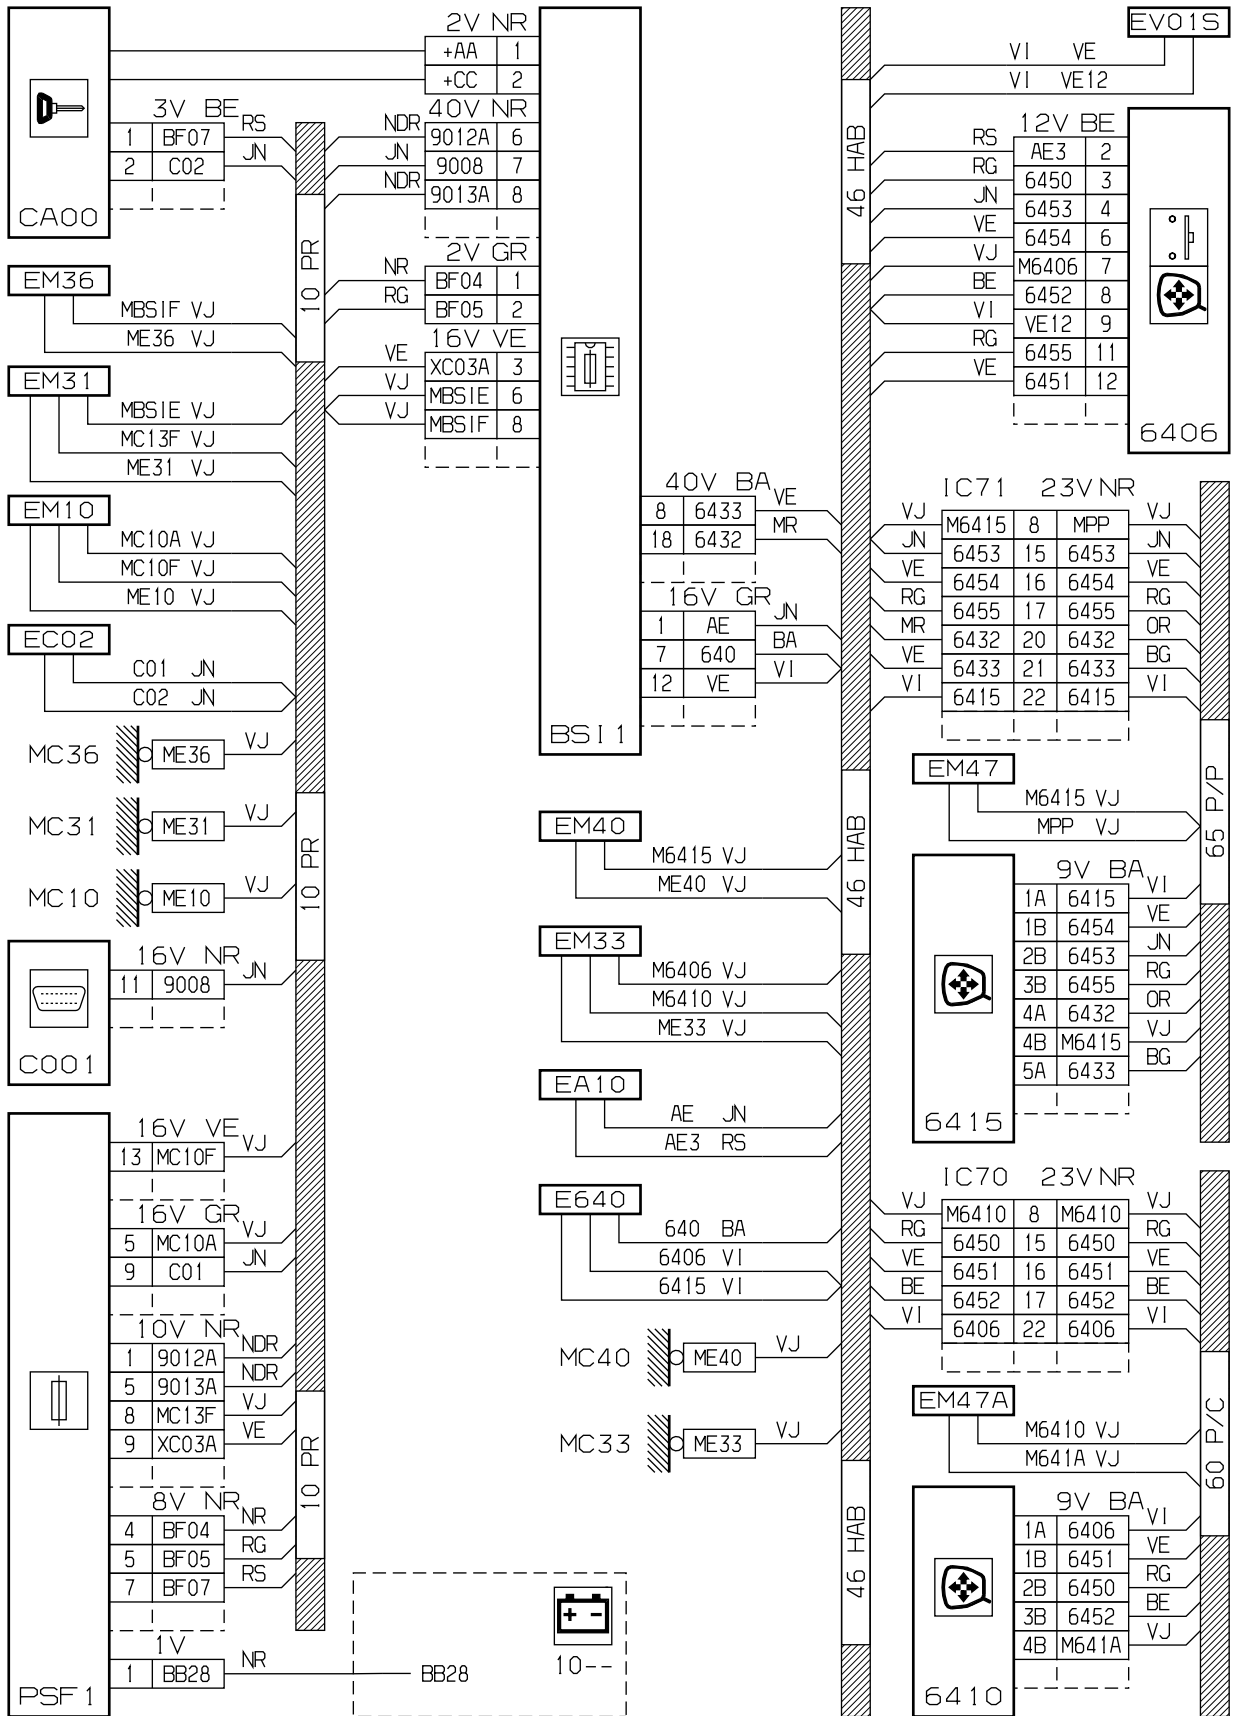 2V NR
+AA 1
+CC 2
CA00
3V BE
1 BF07 RS
2 C02 JN
40V NR
NDR 9012A 6
JN 9008 7
NDR 9013A 8
2V GR
NR BF04 1
RG BF05 2
16V VE
VE XC03A 3
VJ MBSIE 6
VJ MBSIF 8
10 PR
EM36
MBSIF VJ
ME36 VJ
EM31
MBSIE VJ
MC13F VJ
ME31 VJ
EM10
MC10A VJ
MC10F VJ
ME10 VJ
EC02
C01 JN
C02 JN
MC36 ME36 VJ
MC31 ME31 VJ
MC10 ME10 VJ
10 PR
16V NR
11 9008 JN
C001
16V VE
13 MC10F VJ
16V GR
5 MC10A VJ
9 C01 JN
10V NR
1 9012A NDR
5 9013A NDR
8 MC13F VJ
9 XC03A VE
10 PR
8V NR
4 BF04 NR
5 BF05 RG
7 BF07 RS
1V
1 BB28 NR
PSF1
BB28
+ -
10--
40V BA
8 6433 VE
18 6432 MR
16V GR
1 AE JN
7 640 BA
12 VE VI
BSI1
EM40
M6415 VJ
ME40 VJ
EM33
M6406 VJ
M6410 VJ
ME33 VJ
EA10
AE JN
AE3 RS
E640
640 BA
6406 VI
6415 VI
MC40 ME40 VJ
MC33 ME33 VJ
46 HAB
46 HAB
46 HAB
EV01S
VI VE
VI VE12
12V BE
RS AE3 2
RG 6450 3
JN 6453 4
VE 6454 6
VJ M6406 7
BE 6452 8
VI VE12 9
RG 6455 11
VE 6451 12
6406
IC71 23V NR
VJ M6415 8 MPP VJ
JN 6453 15 6453 JN
VE 6454 16 6454 VE
RG 6455 17 6455 RG
MR 6432 20 6432 OR
VE 6433 21 6433 BG
VI 6415 22 6415 VI
EM47
M6415 VJ
MPP VJ
65 P/P
9V BA
1A 6415 VI
1B 6454 VE
2B 6453 JN
3B 6455 RG
4A 6432 OR
4B M6415 VJ
5A 6433 BG
6415
IC70 23V NR
VJ M6410 8 M6410 VJ
RG 6450 15 6450 RG
VE 6451 16 6451 VE
BE 6452 17 6452 BE
VI 6406 22 6406 VI
EM47A
M6410 VJ
M641A VJ
60 P/C
9V BA
1A 6406 VI
1B 6451 VE
2B 6450 RG
3B 6452 BE
4B M641A VJ
6410